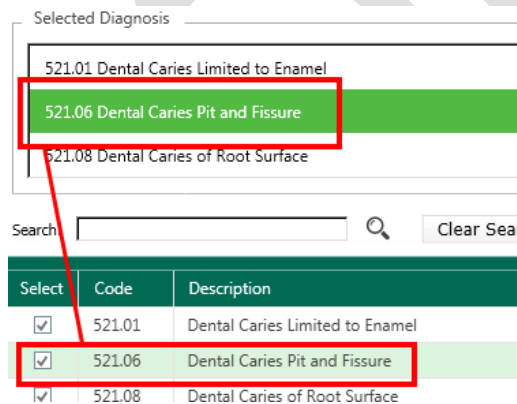 Selected Diagnosis
521.01 Dental Caries Limited to Enamel
521.06 Dental Caries Pit and Fissure
521.08 Dental Caries of Root Surface
Search: Clear Sea
Select Code Description
521.01 Dental Caries Limited to Enamel
521.06 Dental Caries Pit and Fissure
521.08 Dental Caries of Root Surface